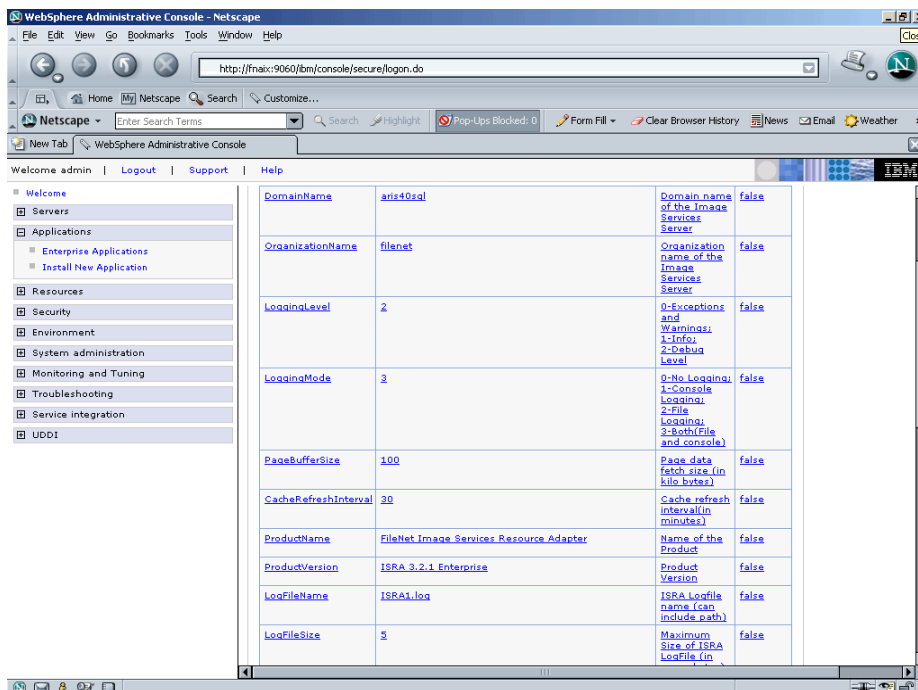 WebSphere Administrative Console - Netscape
File Edit View Go Bookmarks Tools Window Help
Clos
http://fnaix:9060/ibm/console/secure/logon.do
N
Home My Netscape Search Customize...
N Netscape Enter Search Terms Search Highlight Pop-Ups Blocked: 0 Form Fill Clear Browser History News Email Weather
New Tab WebSphere Administrative Console
Welcome admin | Logout | Support | Help IBM
Welcome
Servers
Applications
Enterprise Applications
Install New Application
Resources
Security
Environment
System administration
Monitoring and Tuning
Troubleshooting
Service integration
UDDI
DomainName aris40sql Domain name false
of the Image
Services
Server
OrganizationName filenet Organization false
name of the
Image
Services
Server
LoggingLevel 2 0-Exceptions false
and
Warnings;
1-Info;
2-Debug
Level
LoggingMode 3 0-No Logging; false
1-Console
Logging;
2-File
Logging;
3-Both(File
and console)
PageBufferSize 100 Page data false
fetch size (in
kilo bytes)
CacheRefreshInterval 30 Cache refresh false
interval(in
minutes)
ProductName FileNet Image Services Resource Adapter Name of the false
Product
ProductVersion ISRA 3.2.1 Enterprise Product false
Version
LogFileName ISRA1.log ISRA Logfile false
name (can
include path)
LogFileSize 5 Maximum false
Size of ISRA
LogFile (in